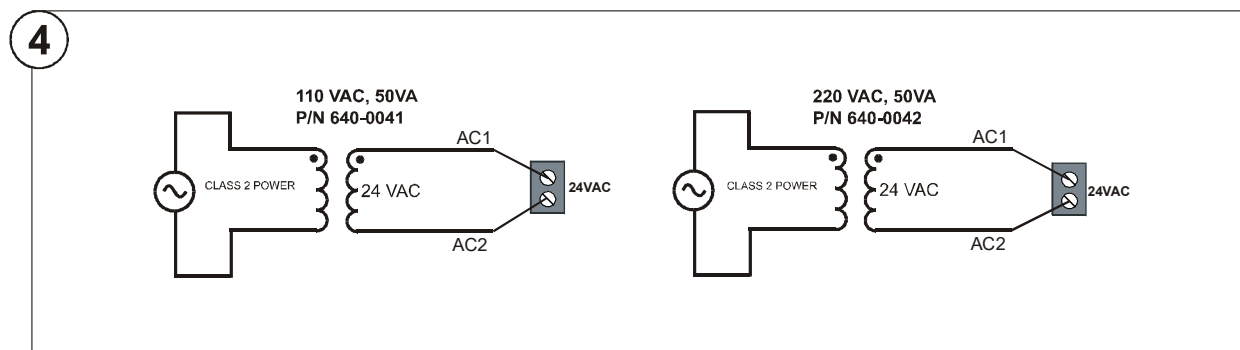 4
110 VAC, 50VA
P/N 640-0041
AC1
CLASS 2 POWER
24 VAC
24VAC
AC2
220 VAC, 50VA
P/N 640-0042
AC1
CLASS 2 POWER
24 VAC
24VAC
AC2